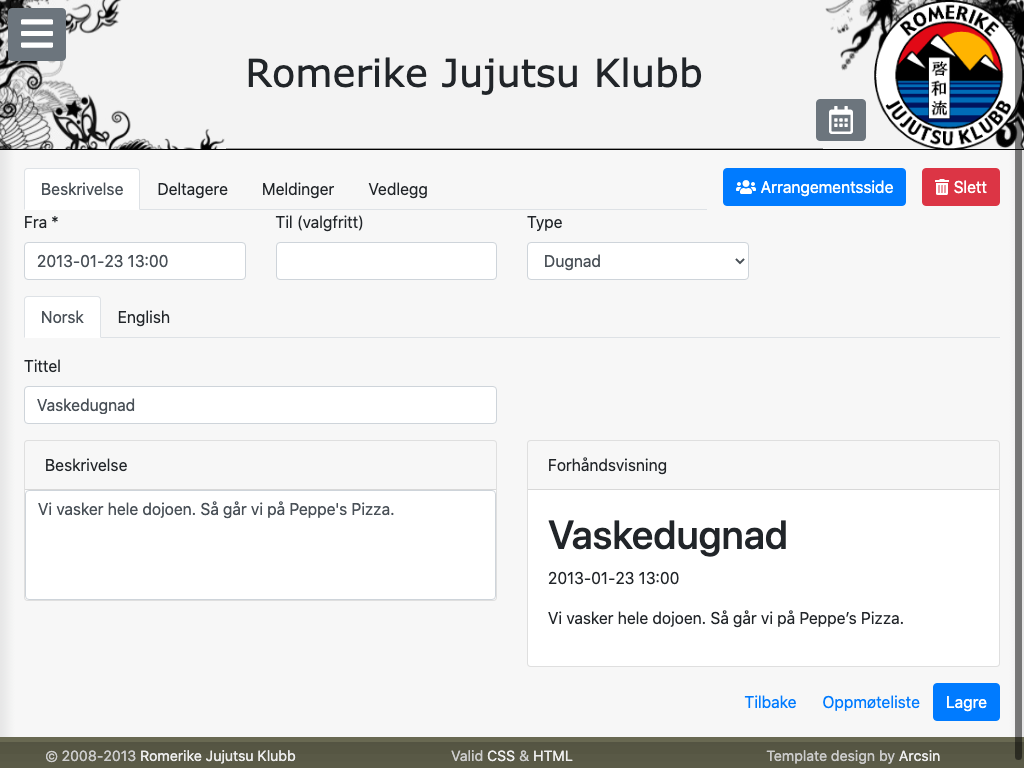 Romerike Jujutsu Klubb
ROMERIKE
啓和流
JUJUTSU KLUBB
Beskrivelse Deltagere Meldinger Vedlegg Arrangementsside Slett
Fra * Til (valgfritt) Type
2013-01-23 13:00 Dugnad
Norsk English
Tittel
Vaskedugnad
Beskrivelse Forhåndsvisning
Vi vasker hele dojoen. Så går vi på Peppe's Pizza.
Vaskedugnad
2013-01-23 13:00
Vi vasker hele dojoen. Så går vi på Peppe’s Pizza.
Tilbake Oppmøteliste Lagre
© 2008-2013 Romerike Jujutsu Klubb Valid CSS & HTML Template design by Arcsin